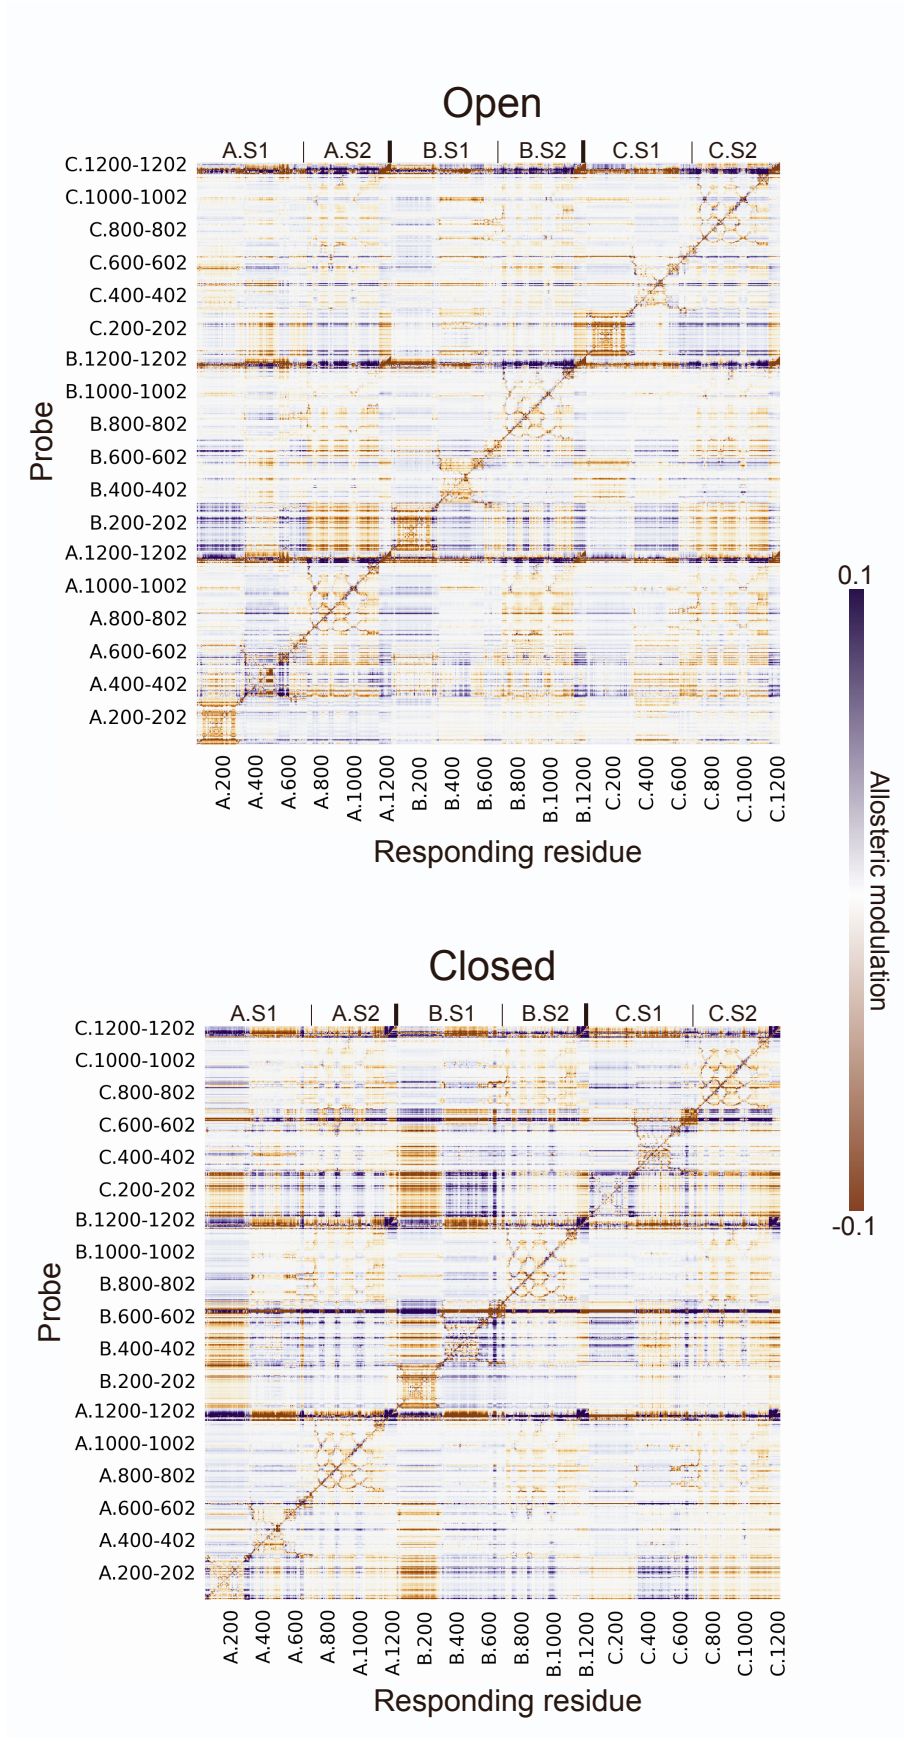 Open
A.S1 | A.S2 | B.S1 | B.S2 | C.S1 | C.S2
C.1200-1202
C.1000-1002
C.800-802
C.600-602
C.400-402
C.200-202
B.1200-1202
B.1000-1002
B.800-802
B.600-602
B.400-402
B.200-202
A.1200-1202
A.1000-1002
A.800-802
A.600-602
A.400-402
A.200-202
Probe
A.200 A.400 A.600 A.800 A.1000 A.1200 B.200 B.400 B.600 B.800 B.1000 B.1200 C.200 C.400 C.600 C.800 C.1000 C.1200
Responding residue
0.1
Allosteric modulation
-0.1
Closed
A.S1 | A.S2 | B.S1 | B.S2 | C.S1 | C.S2
C.1200-1202
C.1000-1002
C.800-802
C.600-602
C.400-402
C.200-202
B.1200-1202
B.1000-1002
B.800-802
B.600-602
B.400-402
B.200-202
A.1200-1202
A.1000-1002
A.800-802
A.600-602
A.400-402
A.200-202
Probe
A.200 A.400 A.600 A.800 A.1000 A.1200 B.200 B.400 B.600 B.800 B.1000 B.1200 C.200 C.400 C.600 C.800 C.1000 C.1200
Responding residue